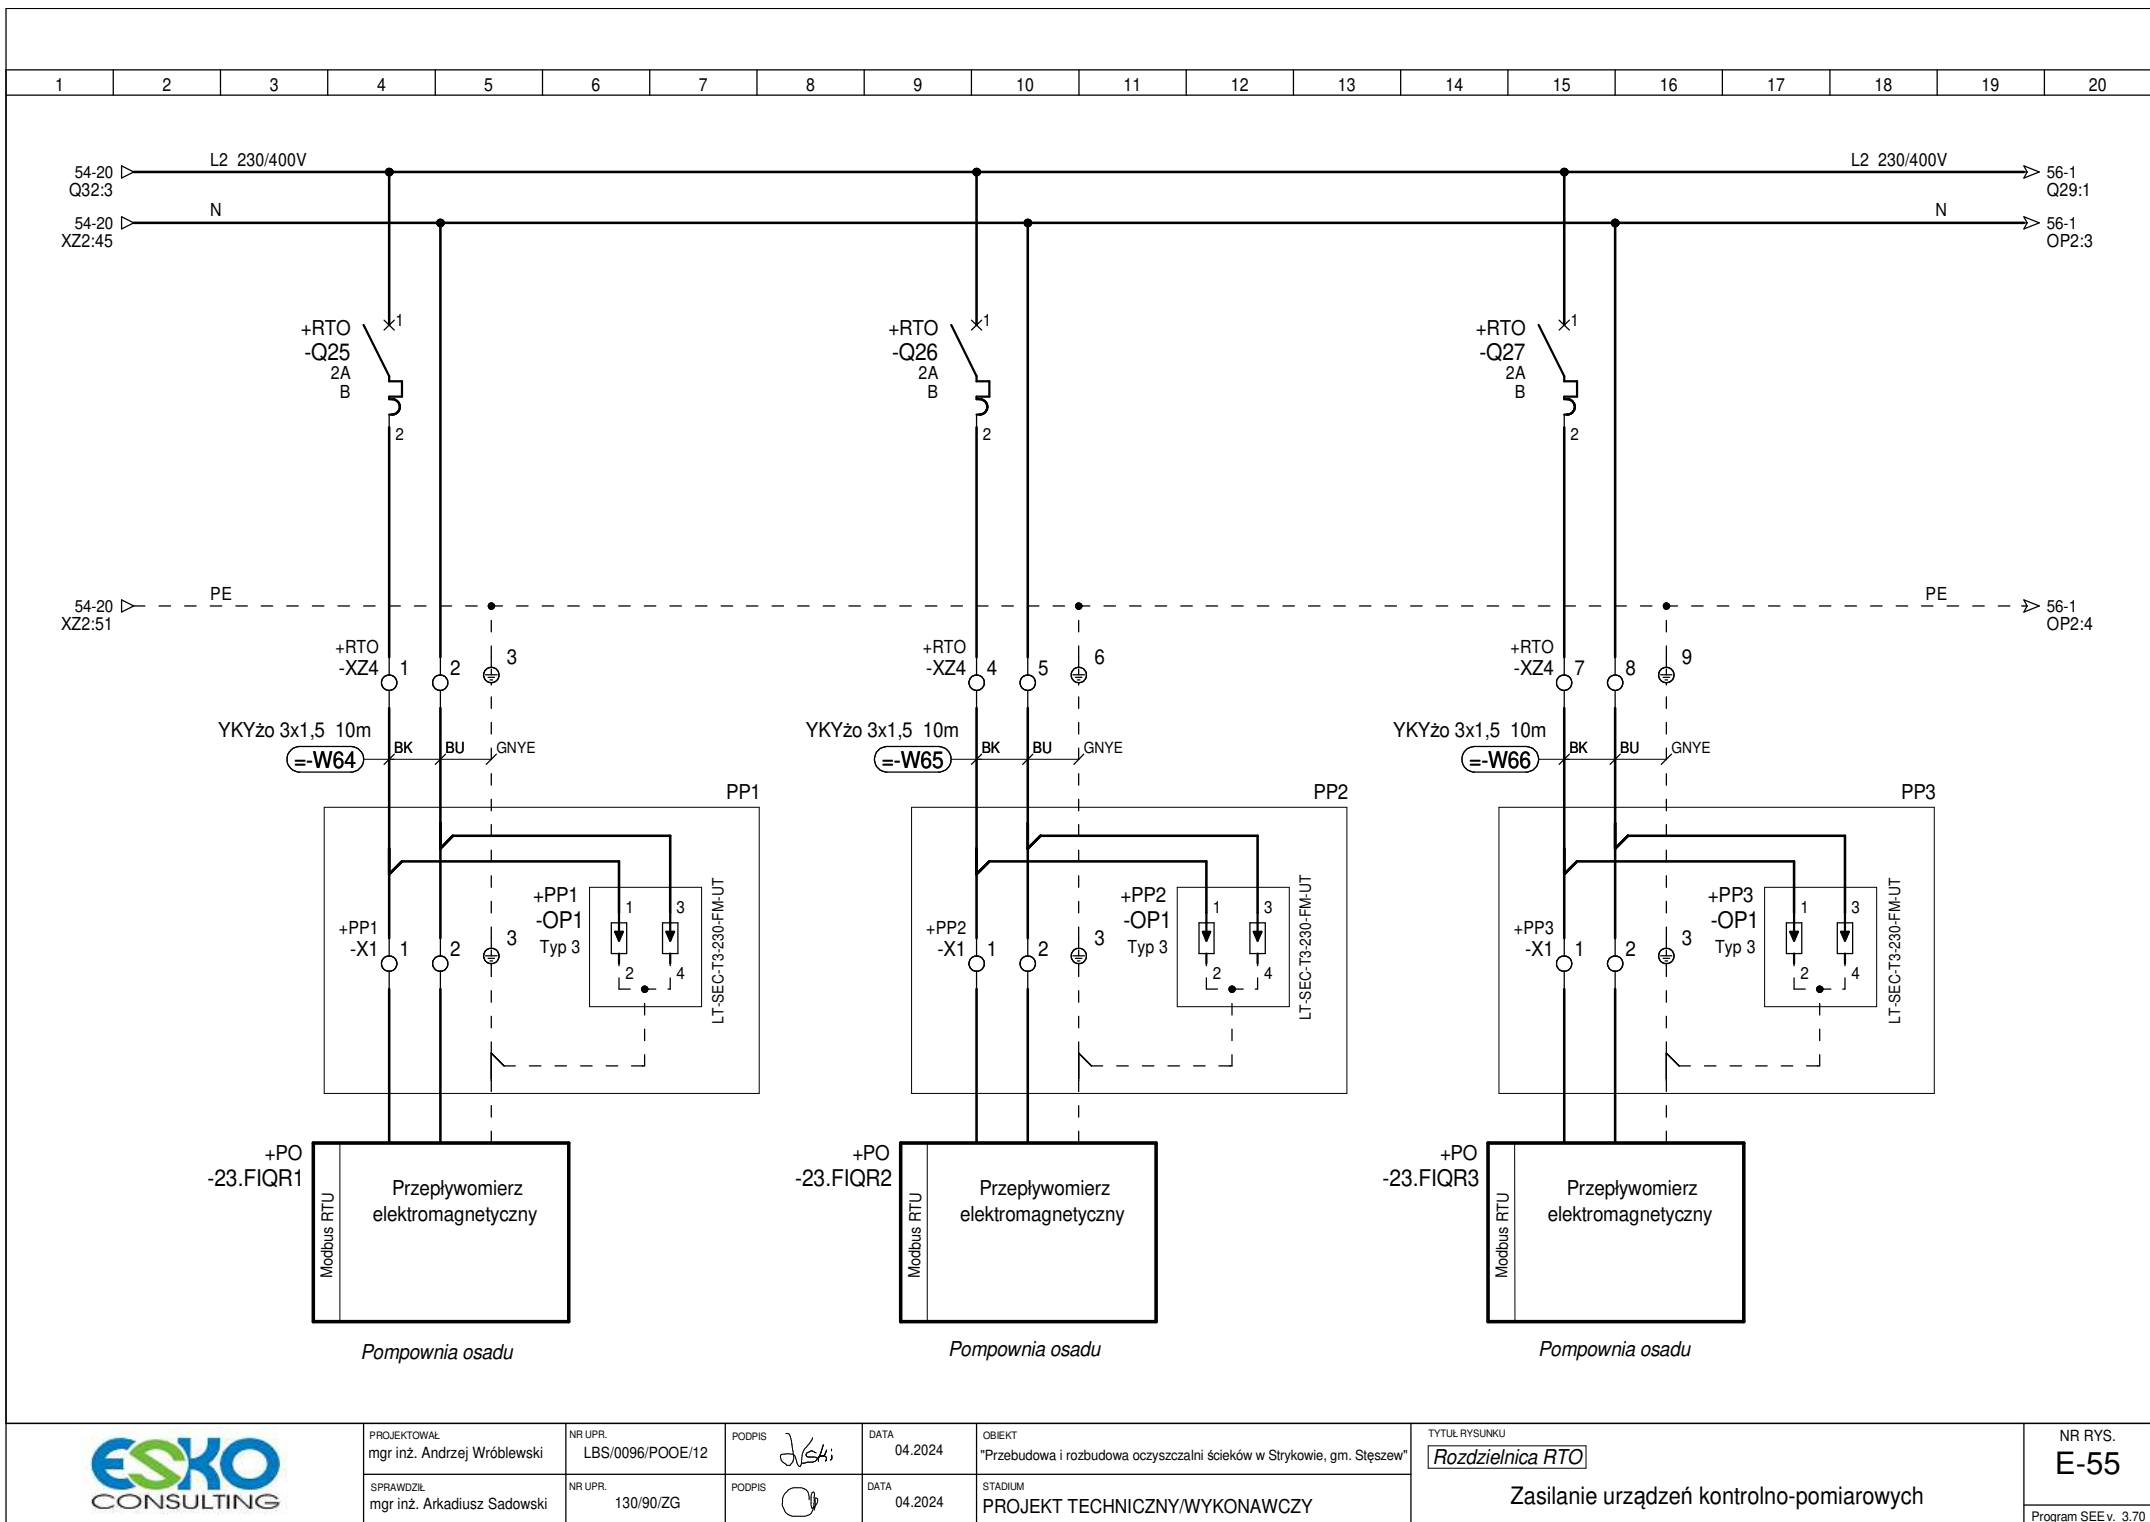 1 2 3 4 5 6 7 8 9 10 11 12 13 14 15 16 17 18 19 20
54-20
Q32:3
L2 230/400V
L2 230/400V
56-1
Q29:1
54-20
XZ2:45
N
N
56-1
OP2:3
+RTO
-Q25
2A
B
1
2
+RTO
-Q26
2A
B
1
2
+RTO
-Q27
2A
B
1
2
54-20
XZ2:51
PE
PE
56-1
OP2:4
+RTO
-XZ4 1 2 3
+RTO
-XZ4 4 5 6
+RTO
-XZ4 7 8 9
YKYżo 3x1,5 10m
=-W64 BK BU GNYE
YKYżo 3x1,5 10m
=-W65 BK BU GNYE
YKYżo 3x1,5 10m
=-W66 BK BU GNYE
PP1
+PP1
-OP1
Typ 3
1 3
2 4
LT-SEC-T3-230-FM-UT
+PP1
-X1 1 2 3
PP2
+PP2
-OP1
Typ 3
1 3
2 4
LT-SEC-T3-230-FM-UT
+PP2
-X1 1 2 3
PP3
+PP3
-OP1
Typ 3
1 3
2 4
LT-SEC-T3-230-FM-UT
+PP3
-X1 1 2 3
+PO
-23.FIQR1
Modbus RTU
Przepływomierz
elektromagnetyczny
Pompownia osadu
+PO
-23.FIQR2
Modbus RTU
Przepływomierz
elektromagnetyczny
Pompownia osadu
+PO
-23.FIQR3
Modbus RTU
Przepływomierz
elektromagnetyczny
Pompownia osadu
ESKO
CONSULTING
PROJEKTOWAŁ
mgr inż. Andrzej Wróblewski
NR UPR.
LBS/0096/POOE/12
PODPIS
DATA
04.2024
SPRAWDZIŁ
mgr inż. Arkadiusz Sadowski
NR UPR.
130/90/ZG
PODPIS
DATA
04.2024
OBIEKT
"Przebudowa i rozbudowa oczyszczalni ścieków w Strykowie, gm. Stęszew"
STADIUM
PROJEKT TECHNICZNY/WYKONAWCZY
TYTUŁ RYSUNKU
Rozdzielnica RTO
Zasilanie urządzeń kontrolno-pomiarowych
NR RYS.
E-55
Program SEE v. 3.70